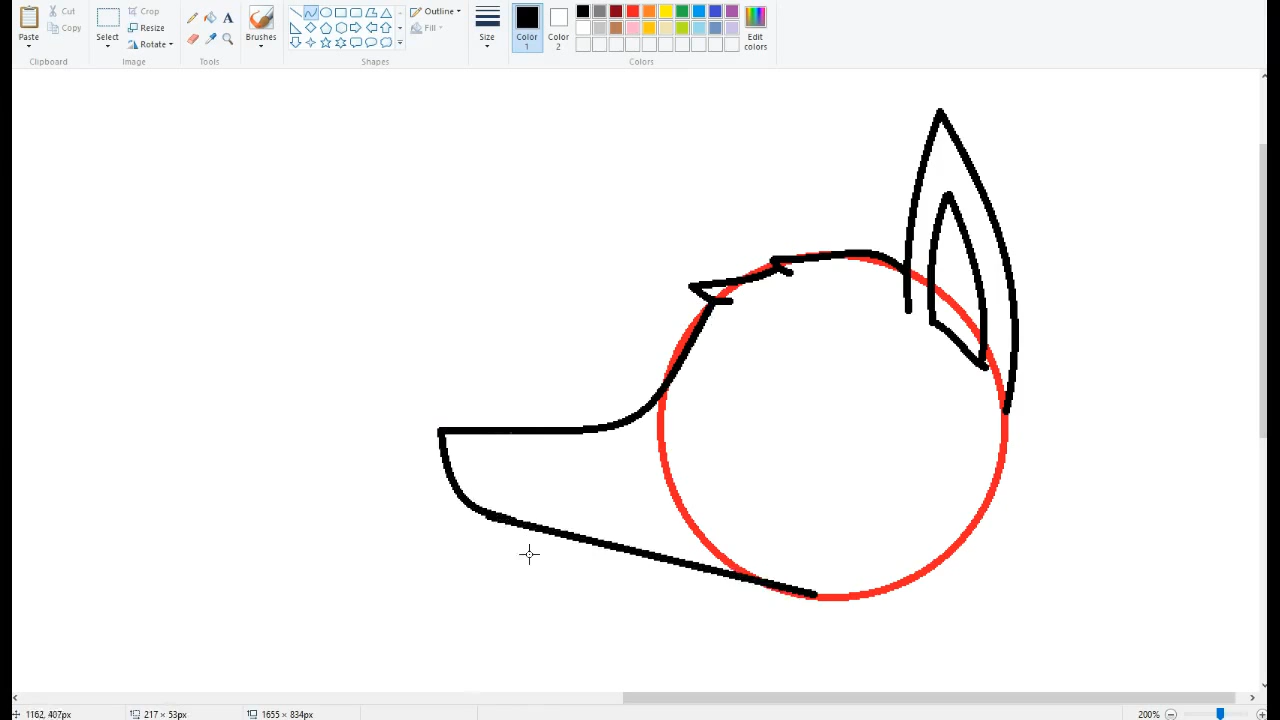 Cut
Copy
Paste
Clipboard
Select
Crop
Resize
Rotate
Image
A
Tools
Brushes
Outline
Fill
Shapes
Size
Color
1
Color
2
Edit
colors
Colors
1162, 407px
217 × 53px
1655 × 834px
200%